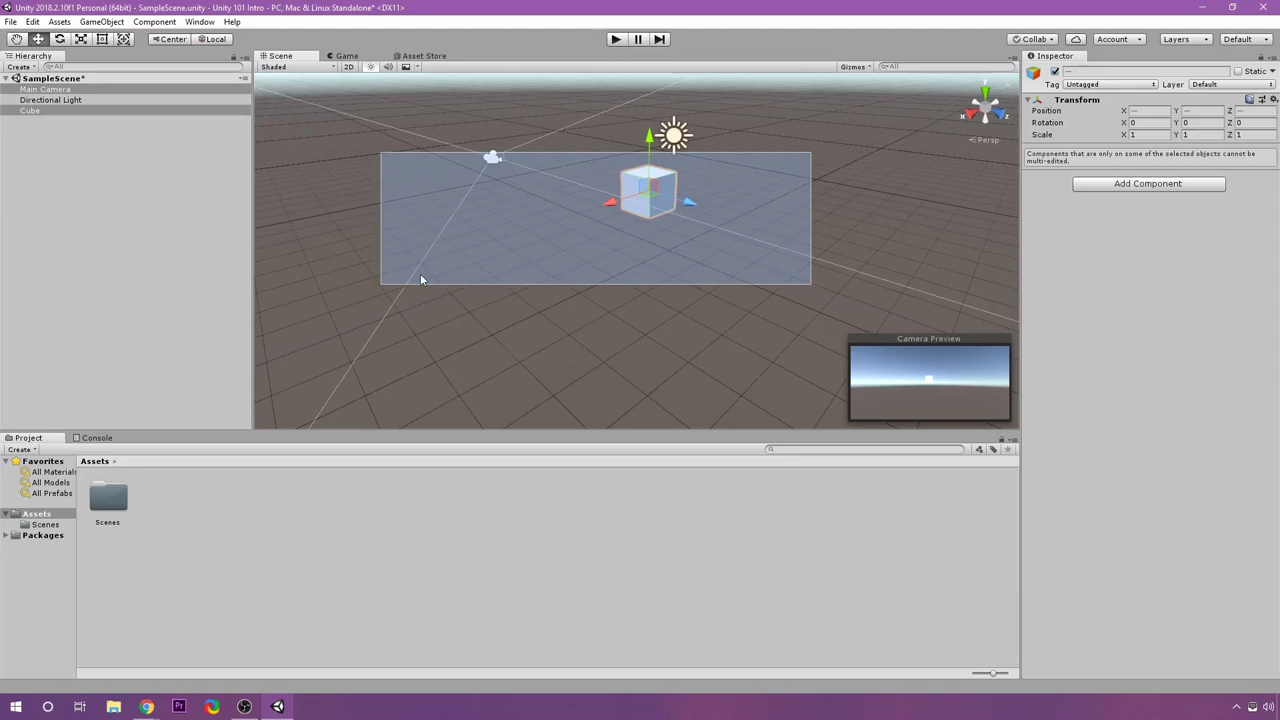 Unity 2018.2.10f1 Personal (64bit) - SampleScene.unity - Unity 101 Intro - PC, Mac & Linux Standalone* <DX11>
File Edit Assets GameObject Component Window Help
Center Local Collab Account Layers Default
Hierarchy Scene Game Asset Store Inspector
Create All Shaded 2D Gizmos All — Static
SampleScene* Tag Untagged Layer Default
Main Camera
Directional Light
Cube
Transform
Position X — Y — Z —
Rotation X 0 Y 0 Z 0
Scale X 1 Y 1 Z 1
Components that are only on some of the selected objects cannot be
multi-edited.
Add Component
y
x z
Persp
Camera Preview
Project Console
Create
Favorites
All Materials
All Models
All Prefabs
Assets
Scenes
Packages
Assets
Scenes